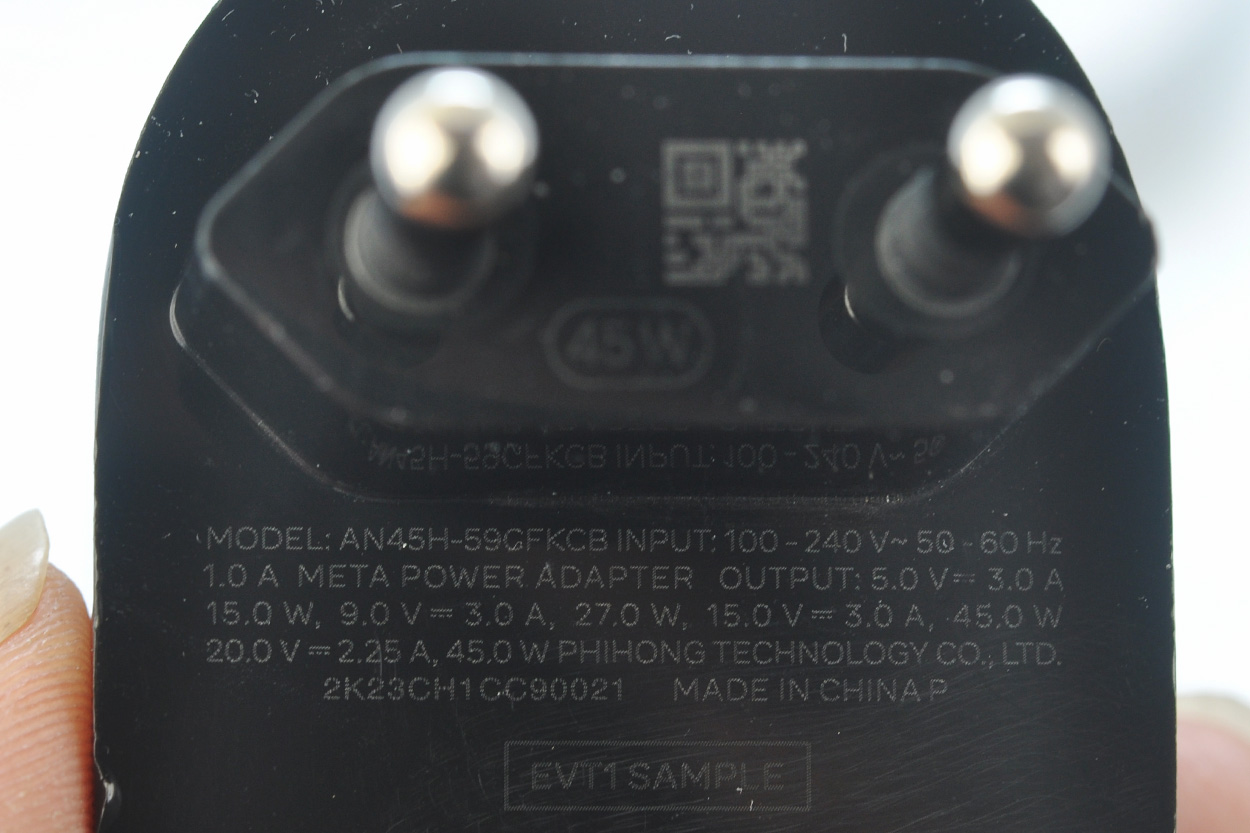 45W
MODEL: AN45H-59GFKCB INPUT: 100 - 240 V~ 50 - 60 Hz
1.0 A META POWER ADAPTER OUTPUT: 5.0 V⎓ 3.0 A
15.0 W, 9.0 V⎓ 3.0 A, 27.0 W, 15.0 V⎓ 3.0 A, 45.0 W
20.0 V⎓ 2.25 A, 45.0 W PHIHONG TECHNOLOGY CO., LTD.
2K23CH1CC90021 MADE IN CHINA P
EVT1 SAMPLE